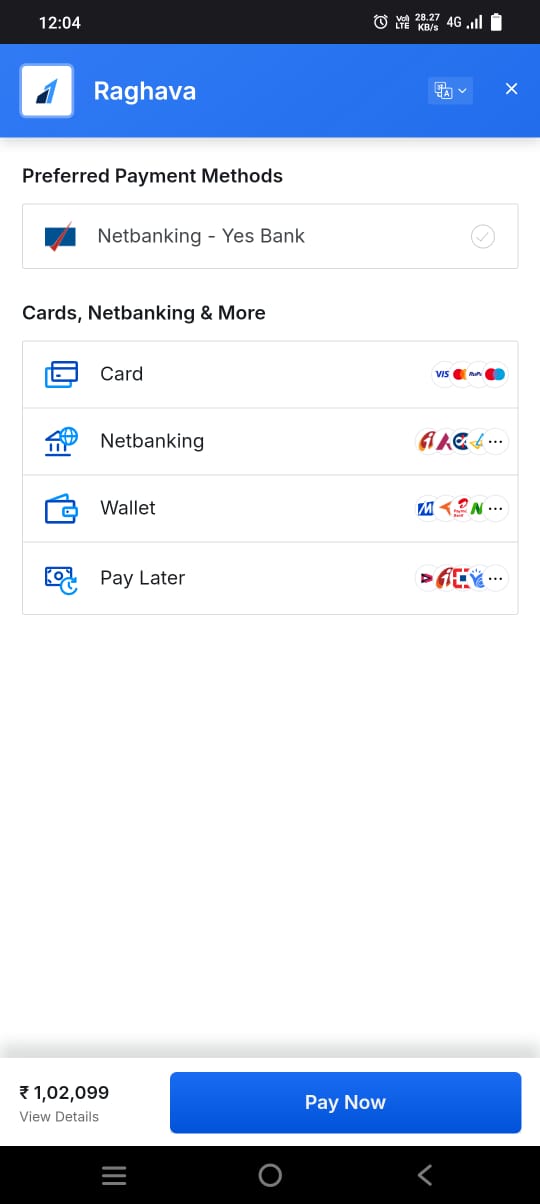 12:04
Vo) LTE 28.27 KB/s 4G
Raghava
Preferred Payment Methods
Netbanking - Yes Bank
Cards, Netbanking & More
Card VISA RuPay
Netbanking
Wallet
Pay Later
₹ 1,02,099
View Details
Pay Now